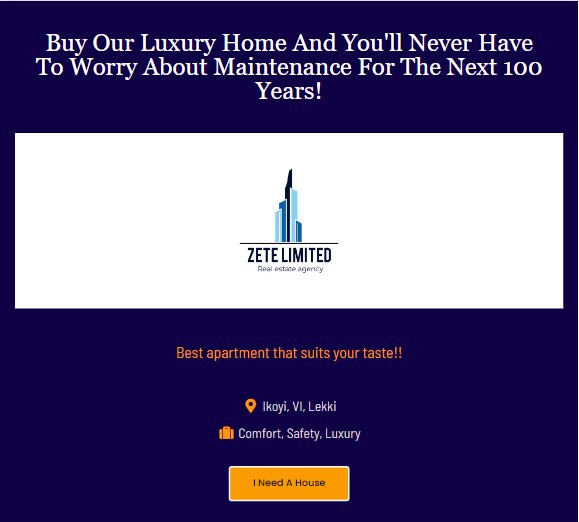 Buy Our Luxury Home And You'll Never Have
To Worry About Maintenance For The Next 100
Years!
ZETE LIMITED
Real estate agency
Best apartment that suits your taste!!
Ikoyi, VI, Lekki
Comfort, Safety, Luxury
I Need A House